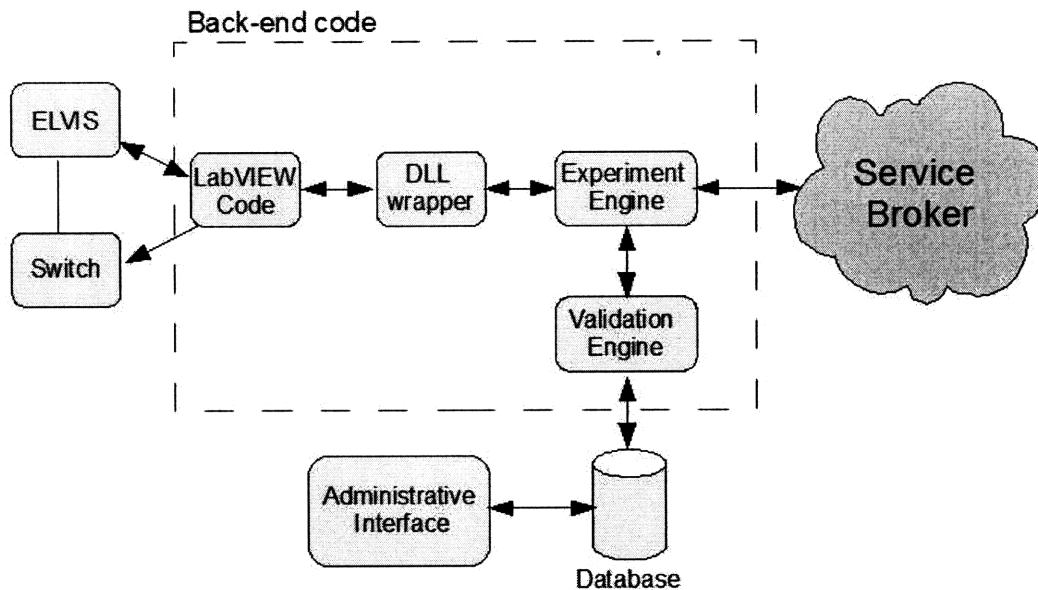 Back-end code
ELVIS
LabVIEW
Code
DLL
wrapper
Experiment
Engine
Service
Broker
Switch
Validation
Engine
Administrative
Interface
Database